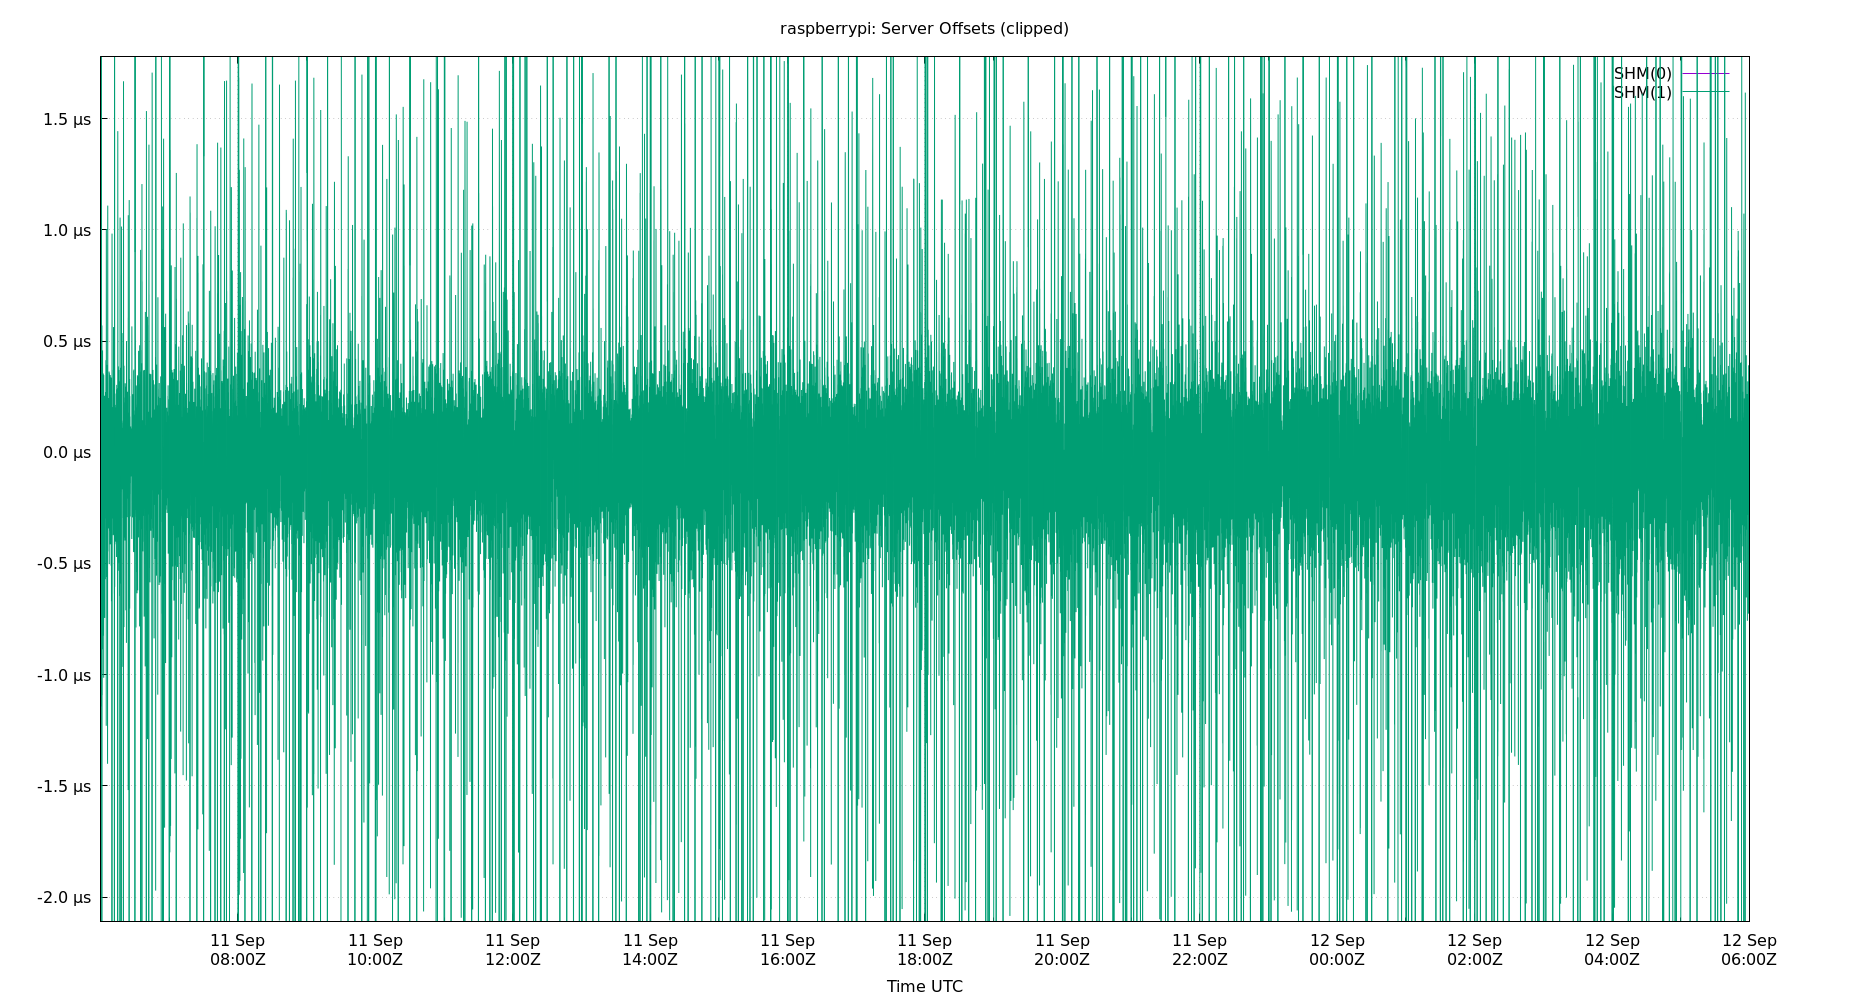 raspberrypi: Server Offsets (clipped)
SHM(0)
SHM(1)
1.5 µs
1.0 µs
0.5 µs
0.0 µs
-0.5 µs
-1.0 µs
-1.5 µs
-2.0 µs
11 Sep 11 Sep 11 Sep 11 Sep 11 Sep 11 Sep 11 Sep 11 Sep 12 Sep 12 Sep 12 Sep 12 Sep
08:00Z 10:00Z 12:00Z 14:00Z 16:00Z 18:00Z 20:00Z 22:00Z 00:00Z 02:00Z 04:00Z 06:00Z
Time UTC